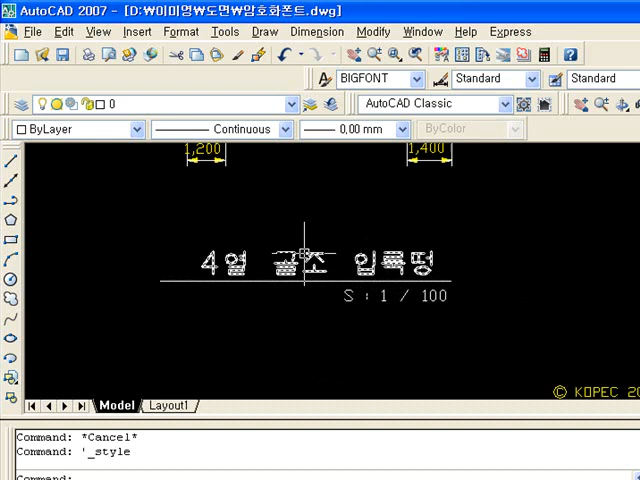 AutoCAD 2007 - [D:₩이미영₩도면₩암호화폰트.dwg]
File Edit View Insert Format Tools Draw Dimension Modify Window Help Express
BIGFONT Standard Standard
0 AutoCAD Classic
ByLayer Continuous 0,00 mm ByColor
1,200 1,400
4열 굴조 입록떵
S : 1 / 100
© KOPEC 20
Model Layout1
Command: *Cancel*
Command: '_style
Command: